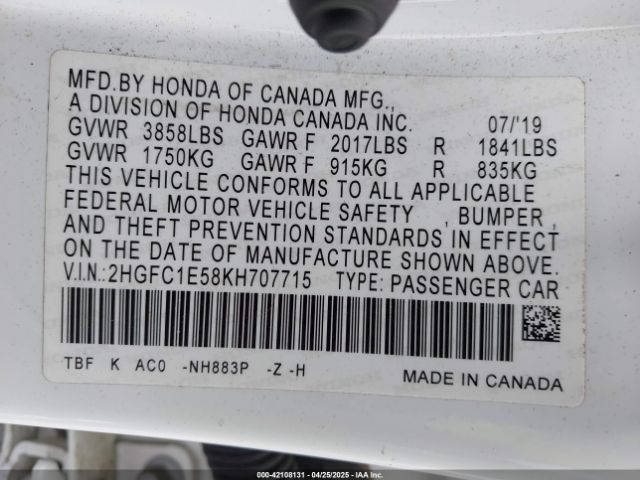 MFD.BY HONDA OF CANADA MFG.,
A DIVISION OF HONDA CANADA INC. 07/'19
GVWR 3858LBS GAWR F 2017LBS R 1841LBS
GVWR 1750KG GAWR F 915KG R 835KG
THIS VEHICLE CONFORMS TO ALL APPLICABLE
FEDERAL MOTOR VEHICLE SAFETY , BUMPER ,
AND THEFT PREVENTION STANDARDS IN EFFECT
ON THE DATE OF MANUFACTURE SHOWN ABOVE.
V.I.N.:2HGFC1E58KH707715 TYPE: PASSENGER CAR
TBF K AC0 -NH883P -Z -H
MADE IN CANADA
000-42108131 - 04/25/2025 - IAA Inc.